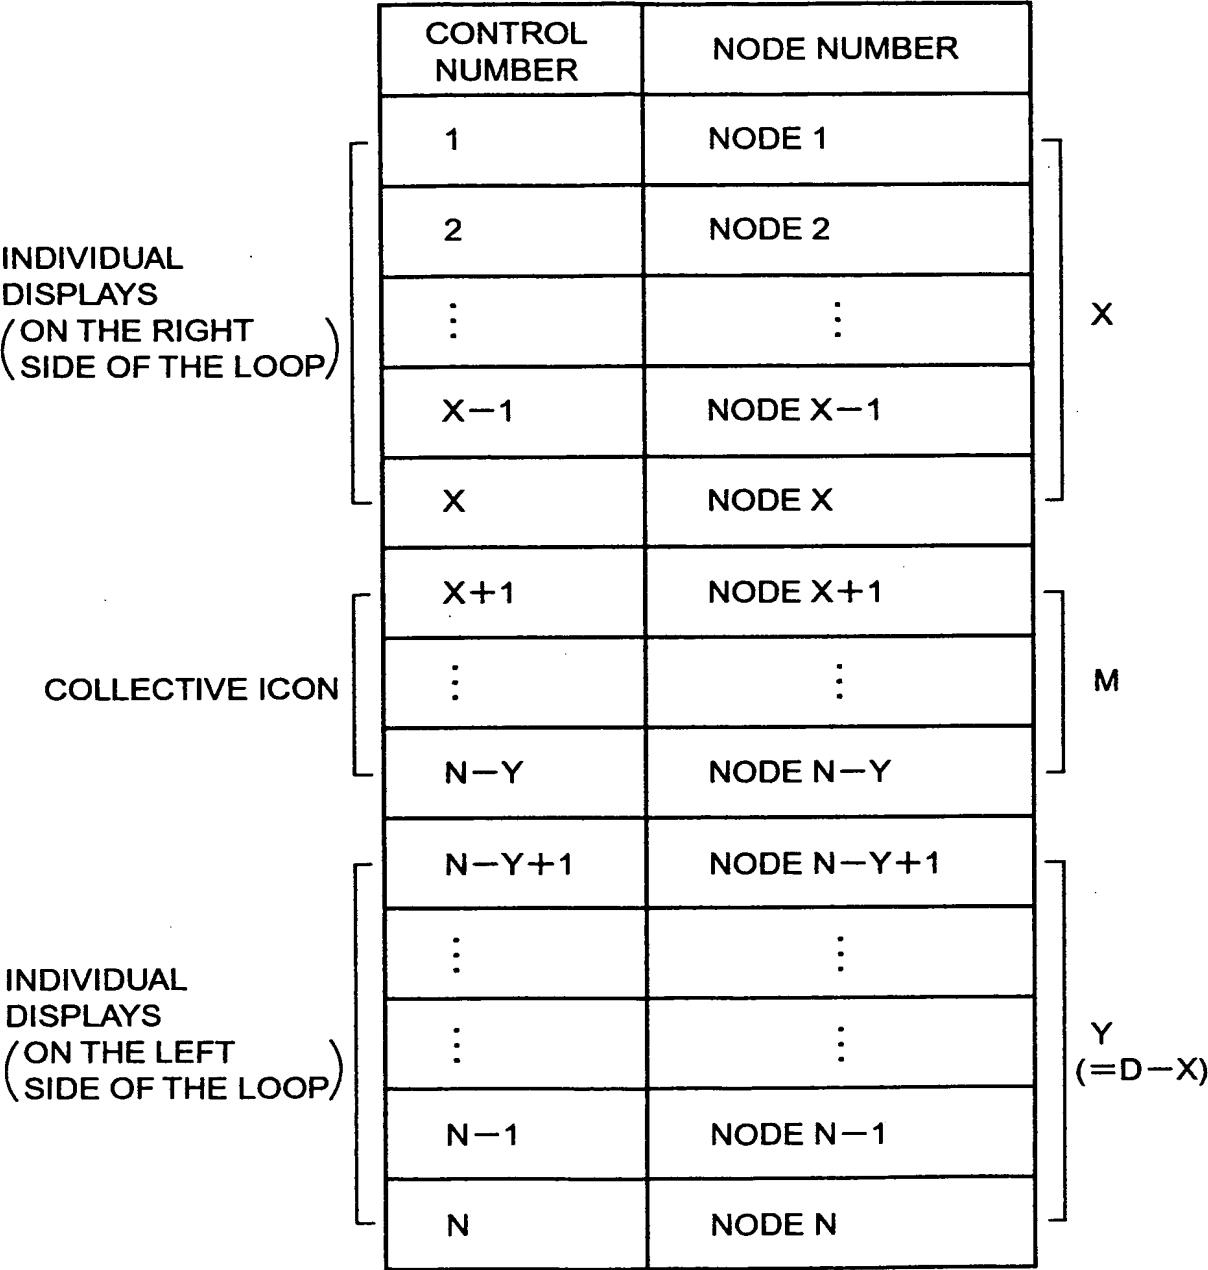 CONTROL
NUMBER
NODE NUMBER
1 NODE 1
2 NODE 2
⋮ ⋮
X−1 NODE X−1
X NODE X
INDIVIDUAL
DISPLAYS
(ON THE RIGHT
SIDE OF THE LOOP)
X
X+1 NODE X+1
⋮ ⋮
N−Y NODE N−Y
COLLECTIVE ICON
M
N−Y+1 NODE N−Y+1
⋮ ⋮
⋮ ⋮
N−1 NODE N−1
N NODE N
INDIVIDUAL
DISPLAYS
(ON THE LEFT
SIDE OF THE LOOP)
Y
(=D−X)